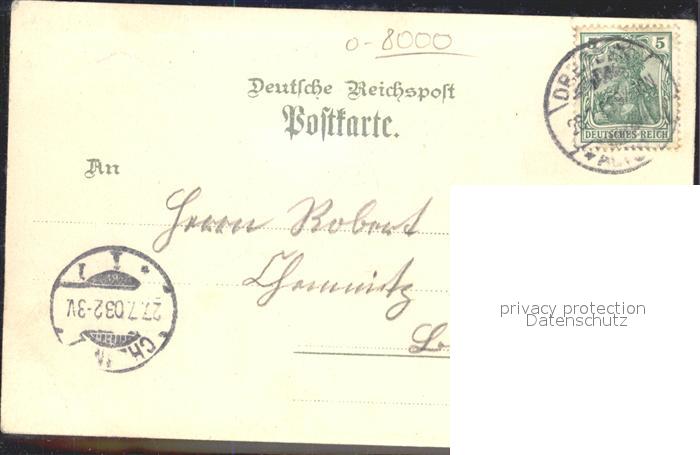 0-8000
5
DEUTSCHES REICH
Deutsche Reichspost
Postkarte.
An
Herrn Robert
Chemnitz
27.7.03 2-3V.
privacy protection
Datenschutz